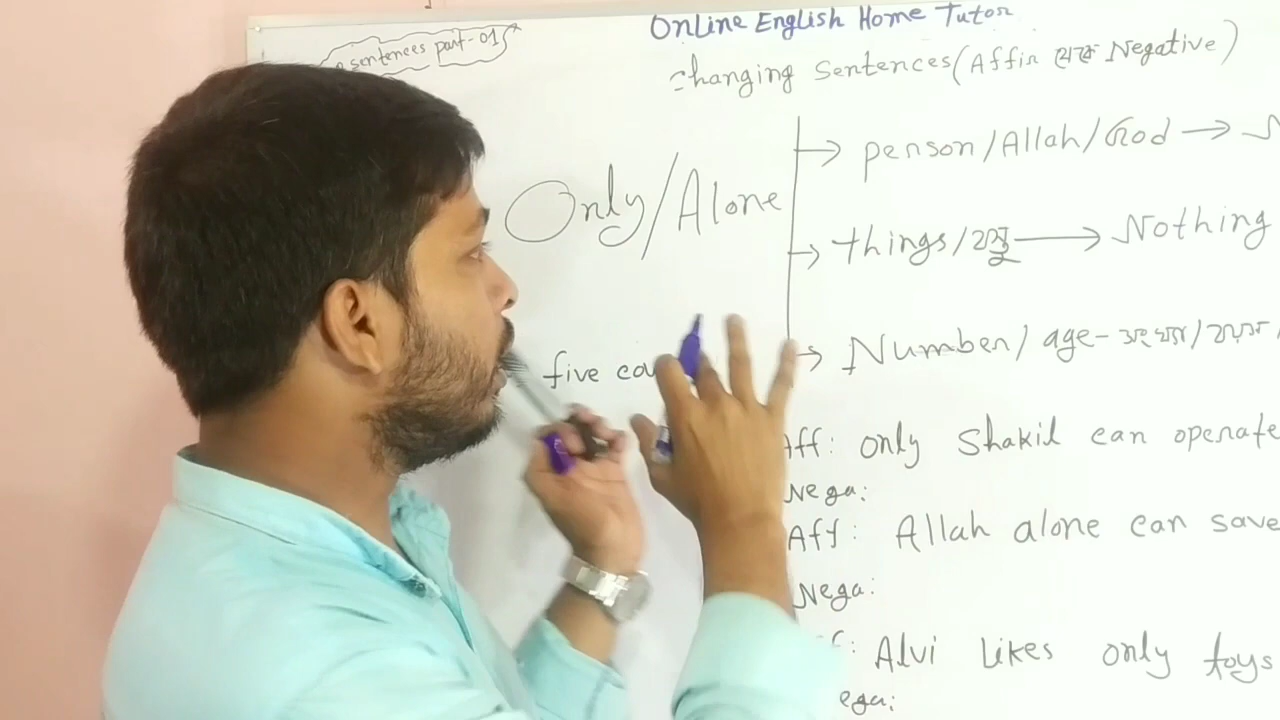 Online English Home Tutor
sentences part-01
Changing Sentences (Affir থেকে Negative)
Only/Alone
person/Allah/God →
things/বস্তু → Nothing
Number/ age- সংখ্যা/বয়স
five
Aff: only Shakil can operate
Nega:
Aff: Allah alone can save
Nega:
Alvi Likes only toys
ega: